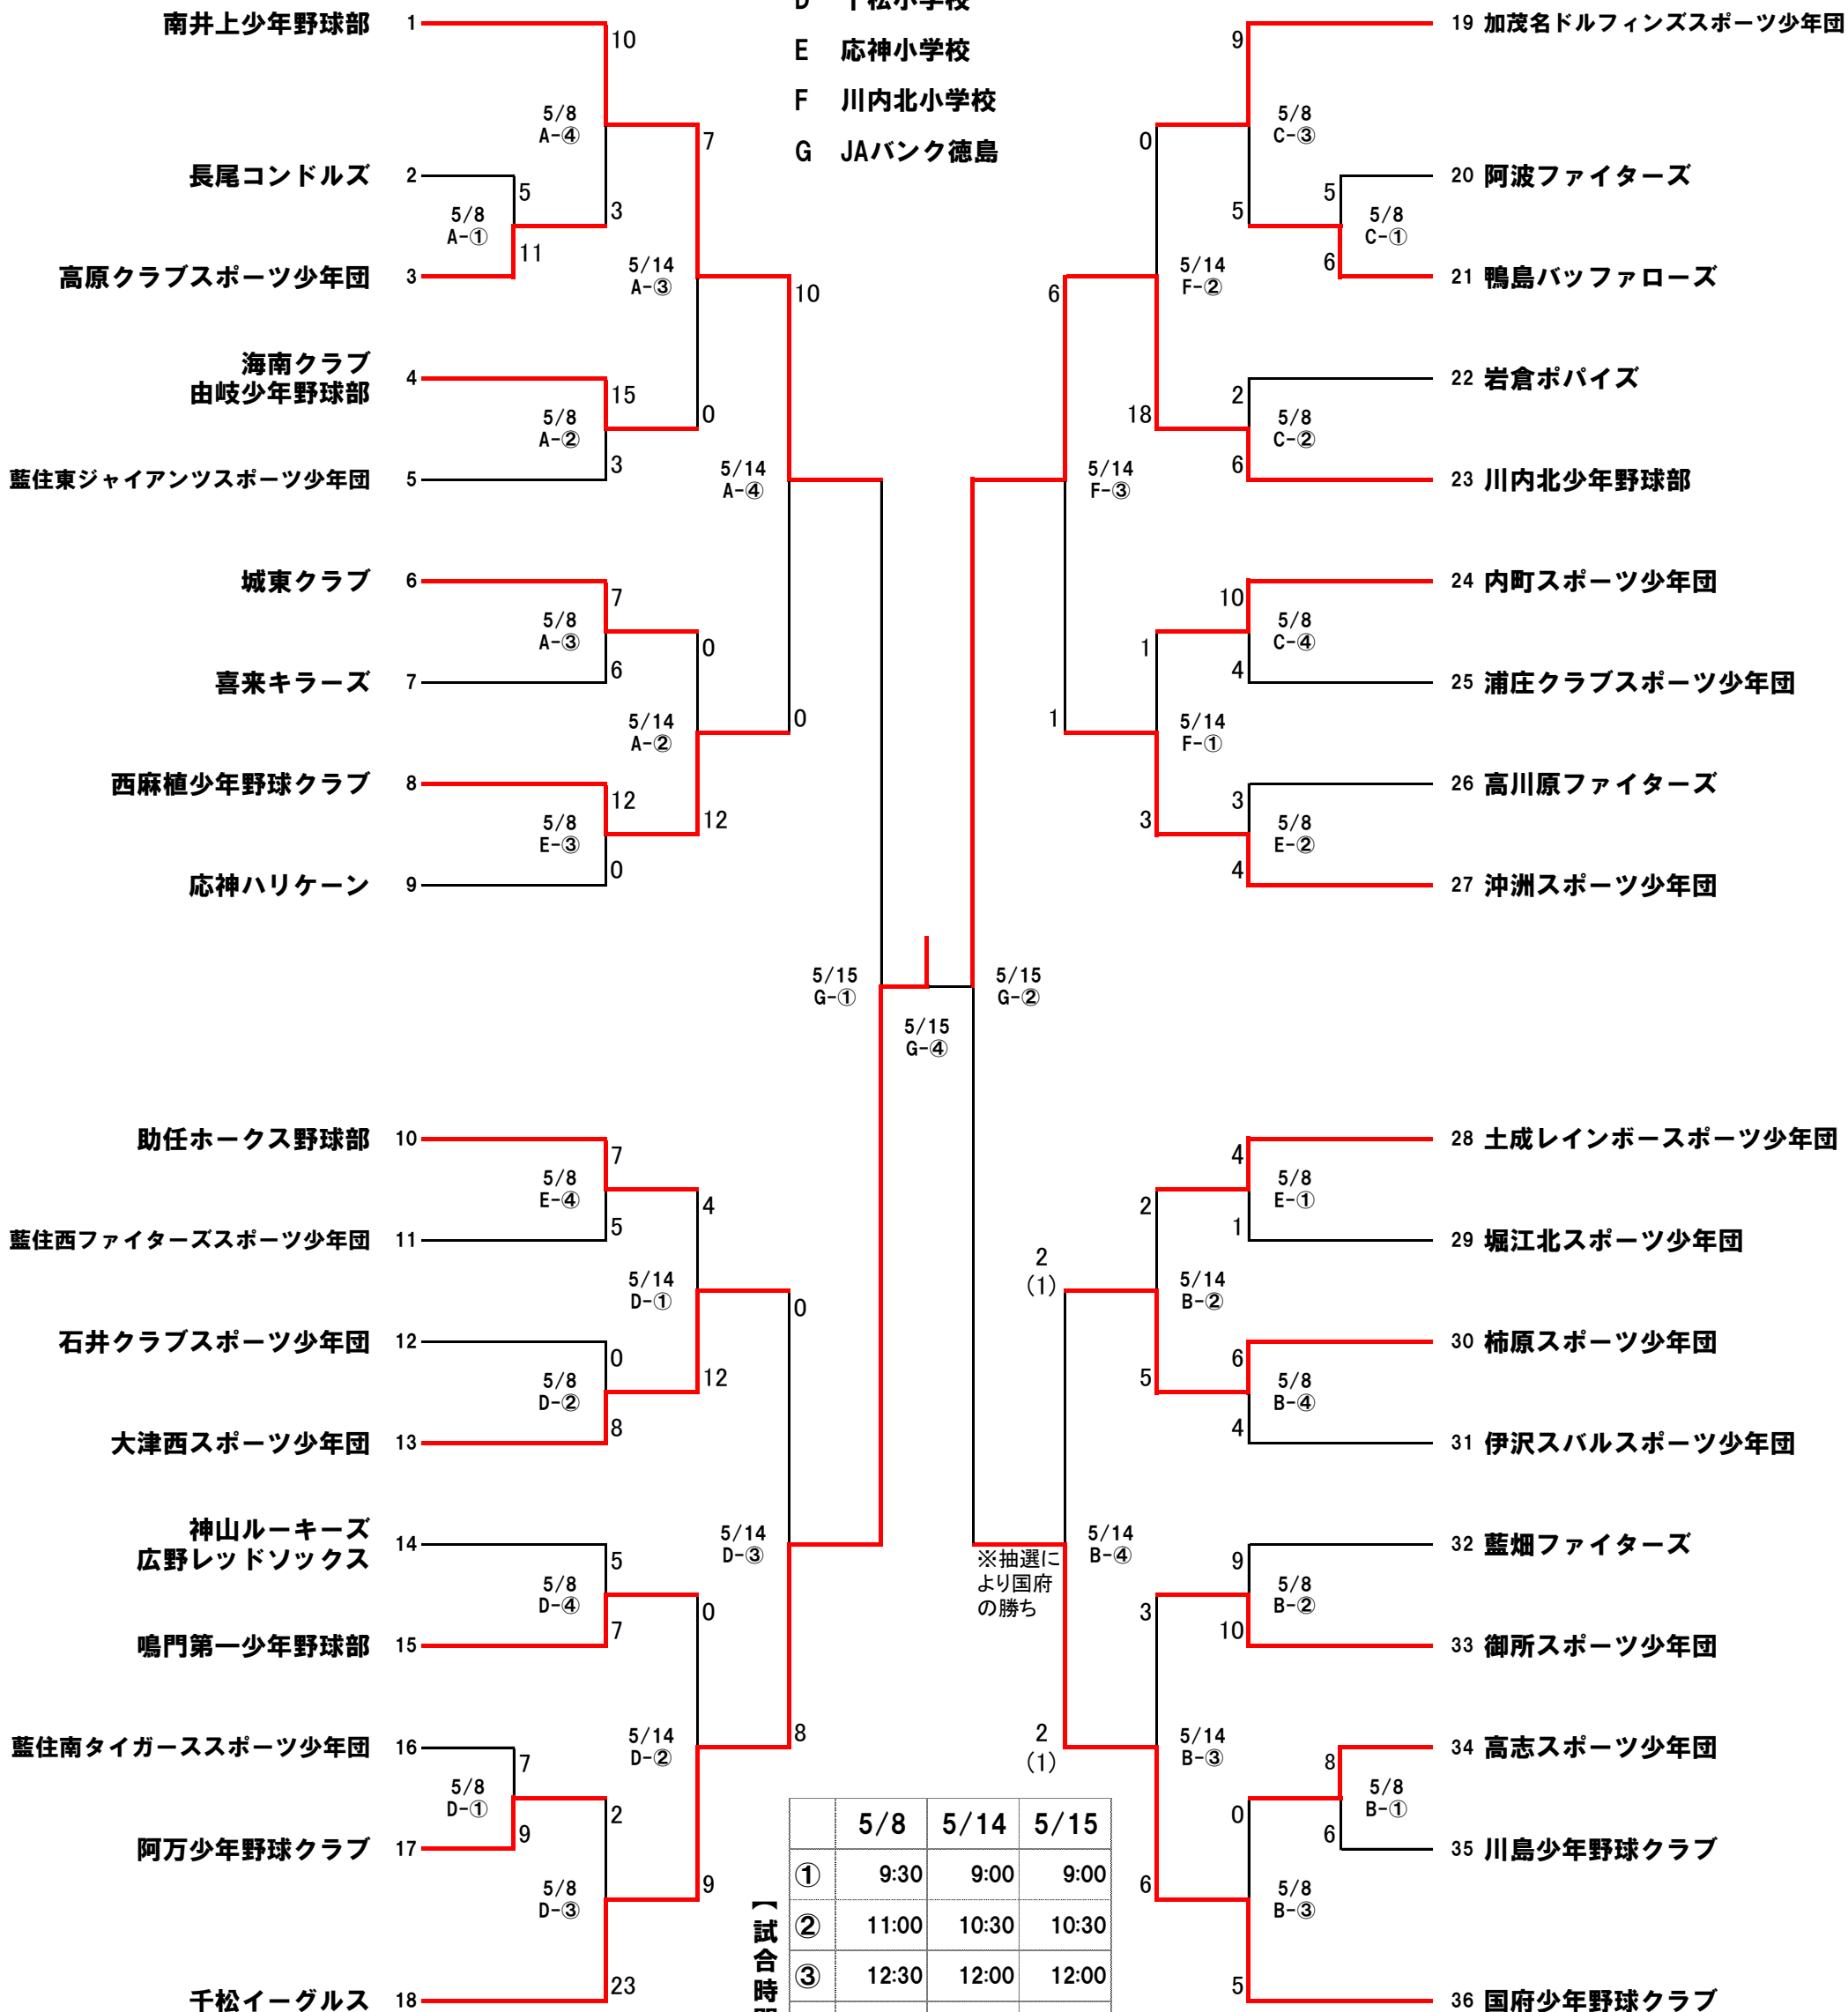 D 千松小学校
E 応神小学校
F 川内北小学校
G JAバンク徳島
南井上少年野球部 1
10
5/8
A-④
7
長尾コンドルズ 2
5
3
5/8
A-①
11
高原クラブスポーツ少年団 3
5/14
A-③
10
海南クラブ
由岐少年野球部 4
15
0
5/8
A-②
3
藍住東ジャイアンツスポーツ少年団 5
5/14
A-④
城東クラブ 6
7
5/8
A-③
0
6
喜来キラーズ 7
5/14
A-②
0
西麻植少年野球クラブ 8
12
12
5/8
E-③
0
応神ハリケーン 9
5/15
G-①
5/15
G-④
5/15
G-②
助任ホークス野球部 10
7
5/8
E-④
4
5
藍住西ファイターズスポーツ少年団 11
5/14
D-①
0
石井クラブスポーツ少年団 12
0
12
5/8
D-②
8
大津西スポーツ少年団 13
神山ルーキーズ
広野レッドソックス 14
5
5/14
D-③
5/8
D-④
0
7
鳴門第一少年野球部 15
5/14
D-②
8
藍住南タイガーススポーツ少年団 16
7
5/8
D-①
2
9
阿万少年野球クラブ 17
5/8
D-③
9
23
千松イーグルス 18
19 加茂名ドルフィンズスポーツ少年団
9
5/8
C-③
0
20 阿波ファイターズ
5
5
5/8
C-①
6
21 鴨島バッファローズ
5/14
F-②
6
22 岩倉ポパイズ
2
18
5/8
C-②
6
23 川内北少年野球部
5/14
F-③
24 内町スポーツ少年団
10
5/8
C-④
1
4
25 浦庄クラブスポーツ少年団
5/14
F-①
1
26 高川原ファイターズ
3
3
5/8
E-②
4
27 沖洲スポーツ少年団
28 土成レインボースポーツ少年団
4
5/8
E-①
2
1
29 堀江北スポーツ少年団
2
(1)
5/14
B-②
30 柿原スポーツ少年団
6
5
5/8
B-④
4
31 伊沢スバルスポーツ少年団
5/14
B-④
※抽選に
より国府
の勝ち
32 藍畑ファイターズ
9
5/8
B-②
3
10
33 御所スポーツ少年団
2
(1)
5/14
B-③
34 高志スポーツ少年団
8
5/8
B-①
0
6
35 川島少年野球クラブ
6
5/8
B-③
5
36 国府少年野球クラブ
【試合時
5/8 5/14 5/15
① 9:30 9:00 9:00
② 11:00 10:30 10:30
③ 12:30 12:00 12:00